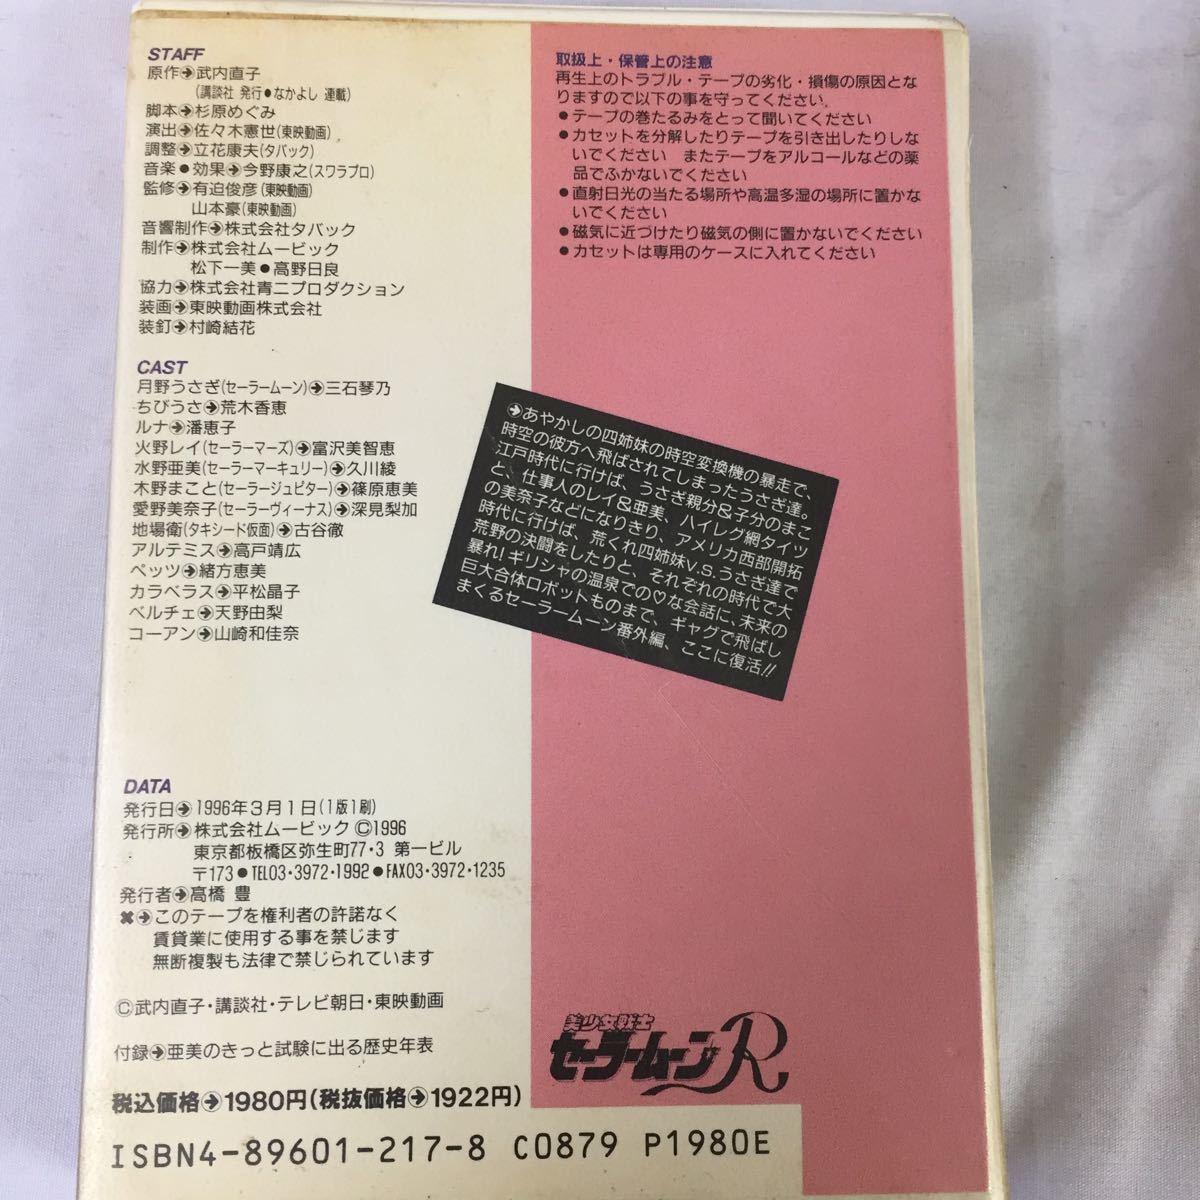 STAFF
原作➔武内直子
(講談社 発行●なかよし 連載)
脚本➔杉原めぐみ
演出➔佐々木憲世(東映動画)
調整➔立花康夫(タバック)
音楽●効果➔今野康之(スワラプロ)
監修➔有迫俊彦(東映動画)
山本豪(東映動画)
音響制作➔株式会社タバック
制作➔株式会社ムービック
松下一美●高野日良
協力➔株式会社青二プロダクション
装画➔東映動画株式会社
装釘➔村崎結花
CAST
月野うさぎ(セーラームーン)➔三石琴乃
ちびうさ➔荒木香恵
ルナ➔潘恵子
火野レイ(セーラーマーズ)➔富沢美智恵
水野亜美(セーラーマーキュリー)➔久川綾
木野まこと(セーラージュピター)➔篠原恵美
愛野美奈子(セーラーヴィーナス)➔深見梨加
地場衛(タキシード仮面)➔古谷徹
アルテミス➔高戸靖広
ペッツ➔緒方恵美
カラベラス➔平松晶子
ベルチェ➔天野由梨
コーアン➔山崎和佳奈
DATA
発行日➔1996年3月1日(1版1刷)
発行所➔株式会社ムービック ©1996
東京都板橋区弥生町77・3 第一ビル
〒173●TEL03・3972・1992●FAX03・3972・1235
発行者➔高橋 豊
✖➔このテープを権利者の許諾なく
賃貸業に使用する事を禁じます
無断複製も法律で禁じられています
©武内直子・講談社・テレビ朝日・東映動画
付録➔亜美のきっと試験に出る歴史年表
税込価格➔1980円(税抜価格➔1922円)
ISBN4-89601-217-8 C0879 P1980E
取扱上・保管上の注意
再生上のトラブル・テープの劣化・損傷の原因とな
りますので以下の事を守ってください。
●テープの巻たるみをとって聞いてください
●カセットを分解したりテープを引き出したりしな
いでください またテープをアルコールなどの薬
品でふかないでください
●直射日光の当たる場所や高温多湿の場所に置かな
いでください
●磁気に近づけたり磁気の側に置かないでください
●カセットは専用のケースに入れてください
➔あやかしの四姉妹の時空変換機の暴走で、
時空の彼方へ飛ばされてしまったうさぎ達。
江戸時代に行けば、うさぎ親分&子分のまこ
と、仕事人のレイ&亜美、ハイレグ網タイツ
の美奈子などになりきり、アメリカ西部開拓
時代に行けば、荒くれ四姉妹V.S.うさぎ達で
荒野の決闘をしたりと、それぞれの時代で大
暴れ!ギリシャの温泉での♡な会話に、未来の
巨大合体ロボットものまで、ギャグで飛ばし
まくるセーラームーン番外編、ここに復活!!
美少女戦士
セーラームーンR